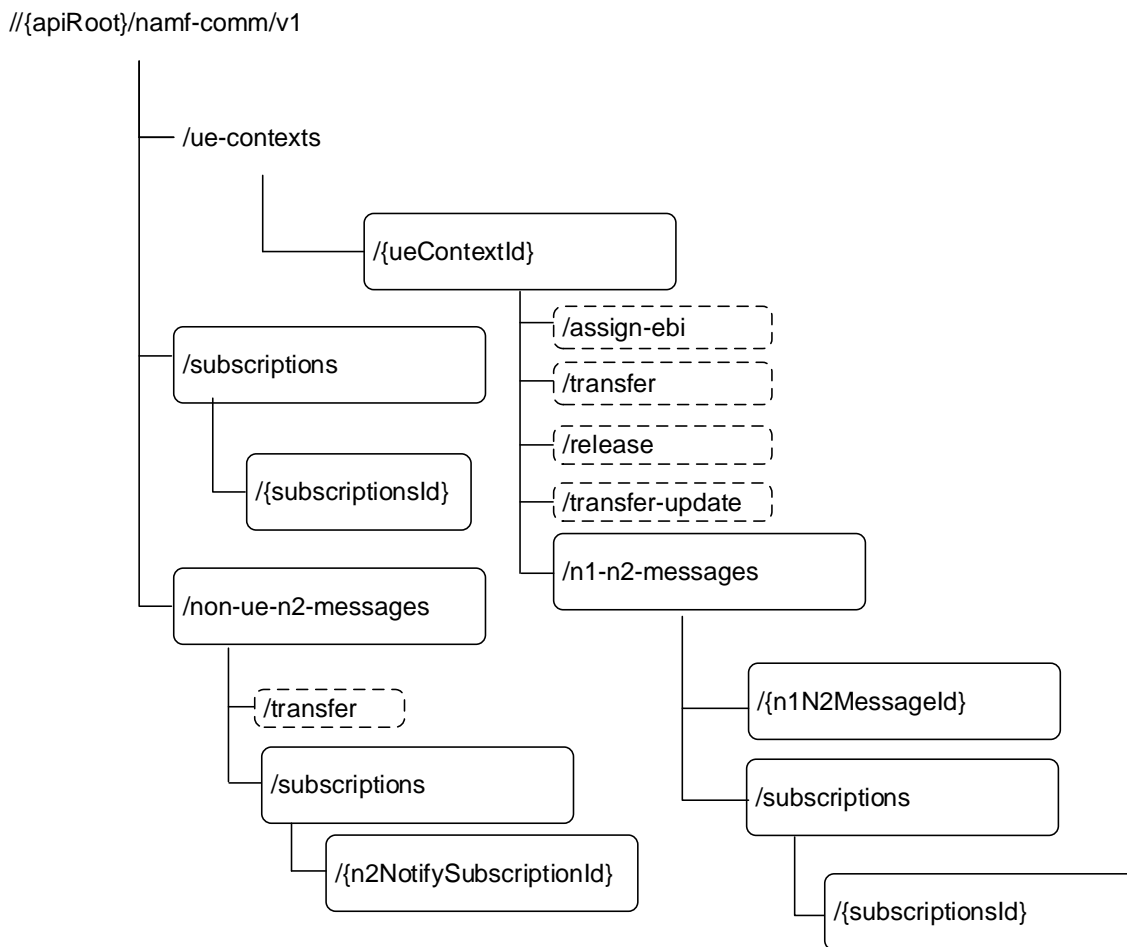 //{apiRoot}/namf-comm/v1
/ue-contexts
/{ueContextId}
/assign-ebi
/transfer
/release
/transfer-update
/n1-n2-messages
/{n1N2MessageId}
/subscriptions
/{subscriptionsId}
/subscriptions
/{subscriptionsId}
/non-ue-n2-messages
/transfer
/subscriptions
/{n2NotifySubscriptionId}